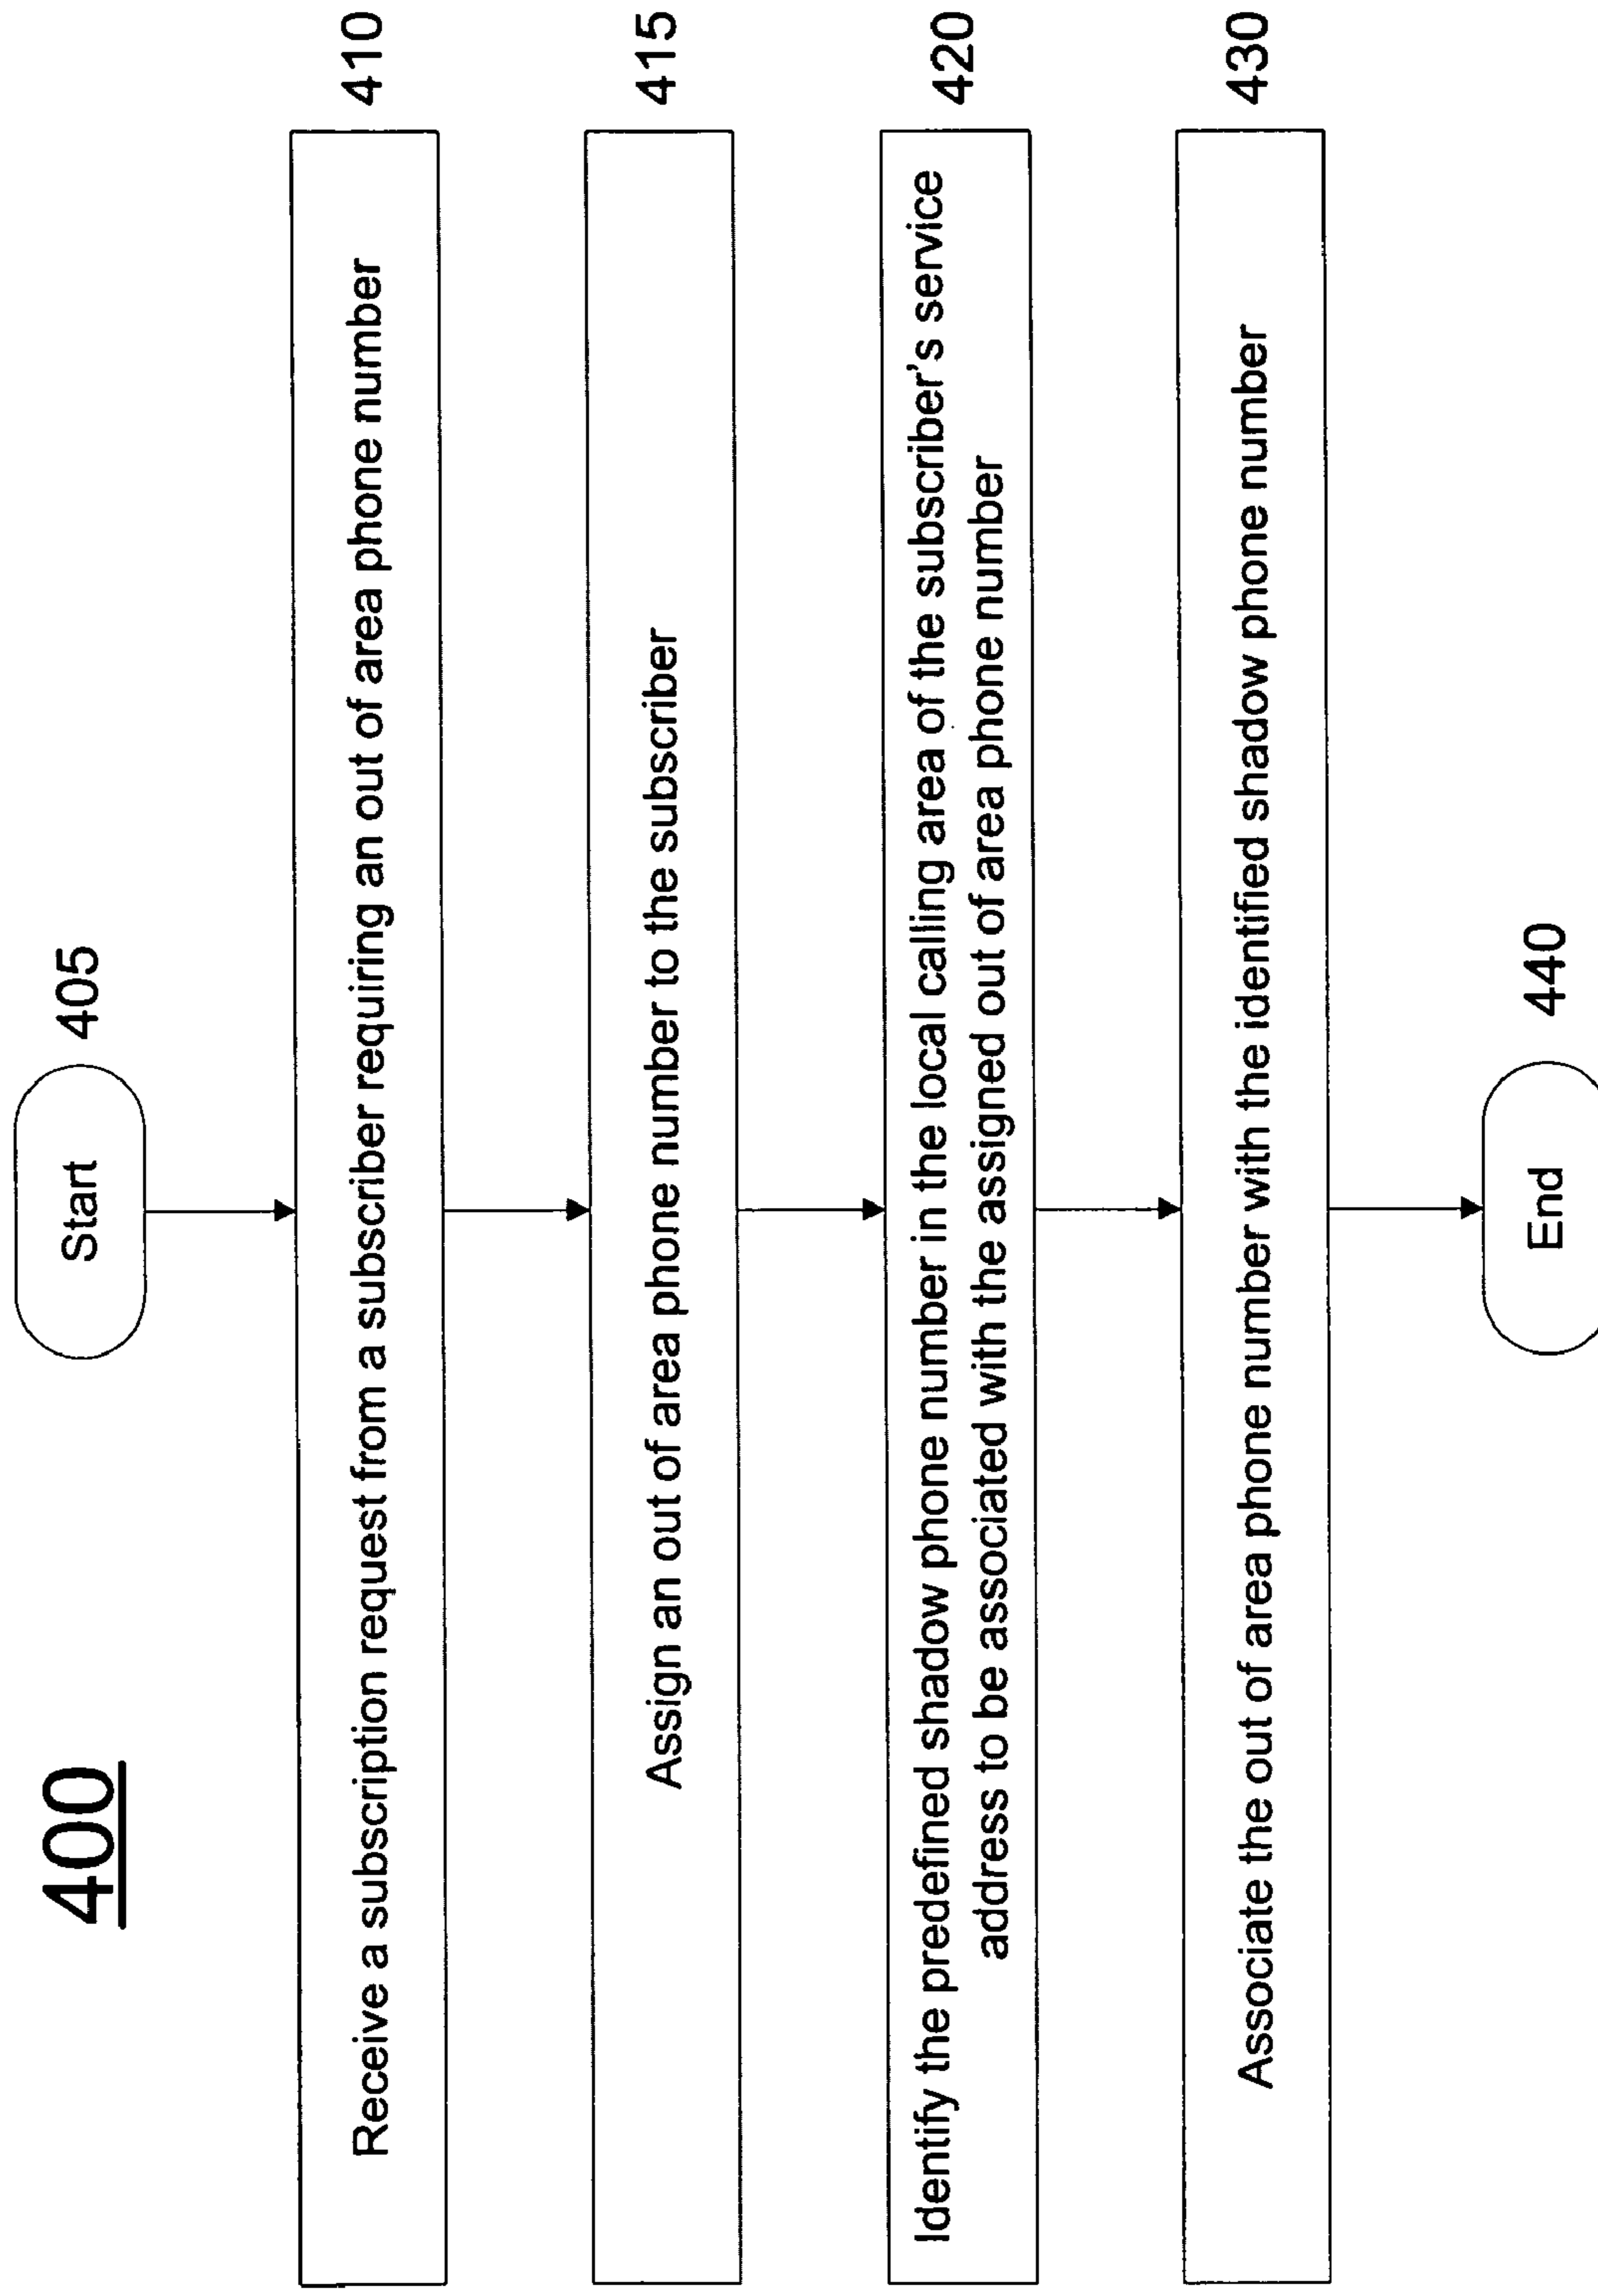 400
Start 405
Receive a subscription request from a subscriber requiring an out of area phone number 410
Assign an out of area phone number to the subscriber 415
Identify the predefined shadow phone number in the local calling area of the subscriber's service 420
address to be associated with the assigned out of area phone number
Associate the out of area phone number with the identified shadow phone number 430
End 440